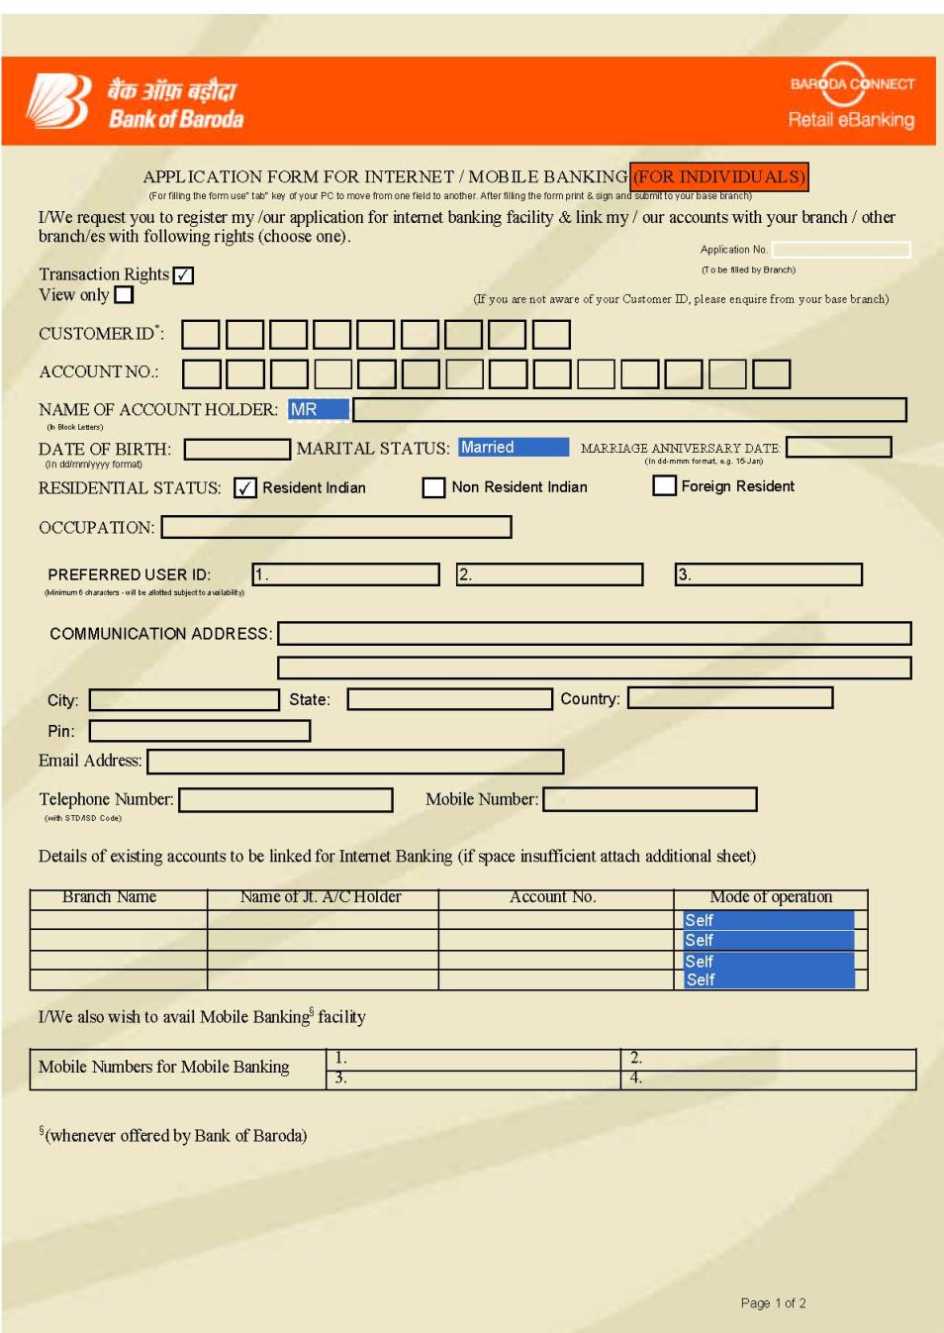 बैंक ऑफ़ बड़ौदा
Bank of Baroda
BARODA CONNECT
Retail eBanking
APPLICATION FORM FOR INTERNET / MOBILE BANKING (FOR INDIVIDUALS)
(For filling the form use" tab" key of your PC to move from one field to another. After filling the form print & sign and submit to your base branch)
I/We request you to register my /our application for internet banking facility & link my / our accounts with your branch / other
branch/es with following rights (choose one).
Application No.
(To be filled by Branch)
Transaction Rights ✓
View only
(If you are not aware of your Customer ID, please enquire from your base branch)
CUSTOMER ID*:
ACCOUNT NO.:
NAME OF ACCOUNT HOLDER: MR
(In Block Letters)
DATE OF BIRTH: MARITAL STATUS: Married MARRIAGE ANNIVERSARY DATE:
(In dd/mm/yyyy format) (In dd-mmm format, e.g. 15-Jan)
RESIDENTIAL STATUS: ✓ Resident Indian Non Resident Indian Foreign Resident
OCCUPATION:
PREFERRED USER ID: 1. 2. 3.
(Minimum 6 characters - will be allotted subject to availability)
COMMUNICATION ADDRESS:
City: State: Country:
Pin:
Email Address:
Telephone Number: Mobile Number:
(with STD/ISD Code)
Details of existing accounts to be linked for Internet Banking (if space insufficient attach additional sheet)
Branch Name Name of Jt. A/C Holder Account No. Mode of operation
Self
Self
Self
Self
I/We also wish to avail Mobile Banking§ facility
Mobile Numbers for Mobile Banking 1. 2.
3. 4.
§(whenever offered by Bank of Baroda)
Page 1 of 2